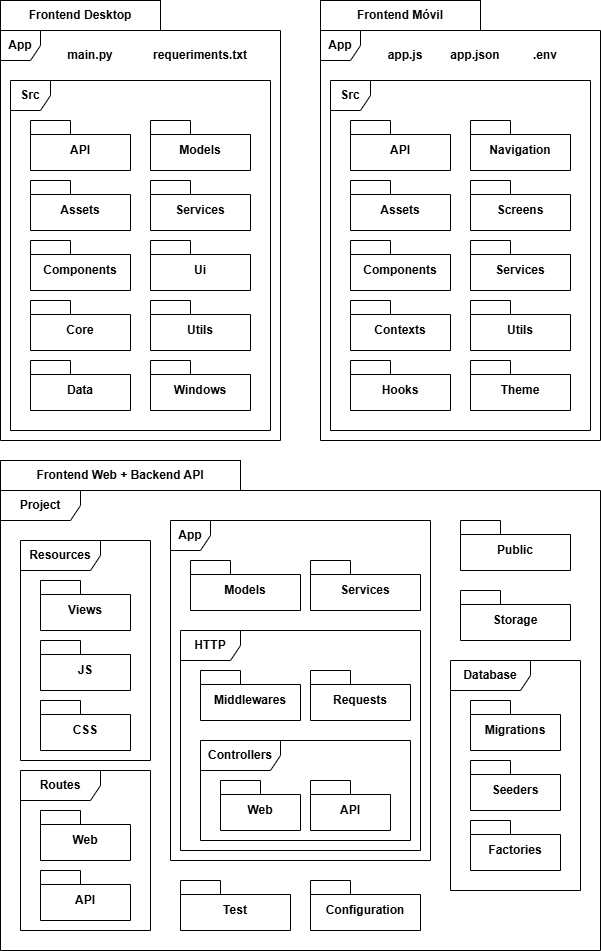 Frontend Desktop
App
main.py
requeriments.txt
Src
API
Models
Assets
Services
Components
Ui
Core
Utils
Data
Windows
Frontend Móvil
App
app.js
app.json
.env
Src
API
Navigation
Assets
Screens
Components
Services
Contexts
Utils
Hooks
Theme
Frontend Web + Backend API
Project
Resources
Views
JS
CSS
Routes
Web
API
App
Models
Services
HTTP
Middlewares
Requests
Controllers
Web
API
Test
Configuration
Public
Storage
Database
Migrations
Seeders
Factories